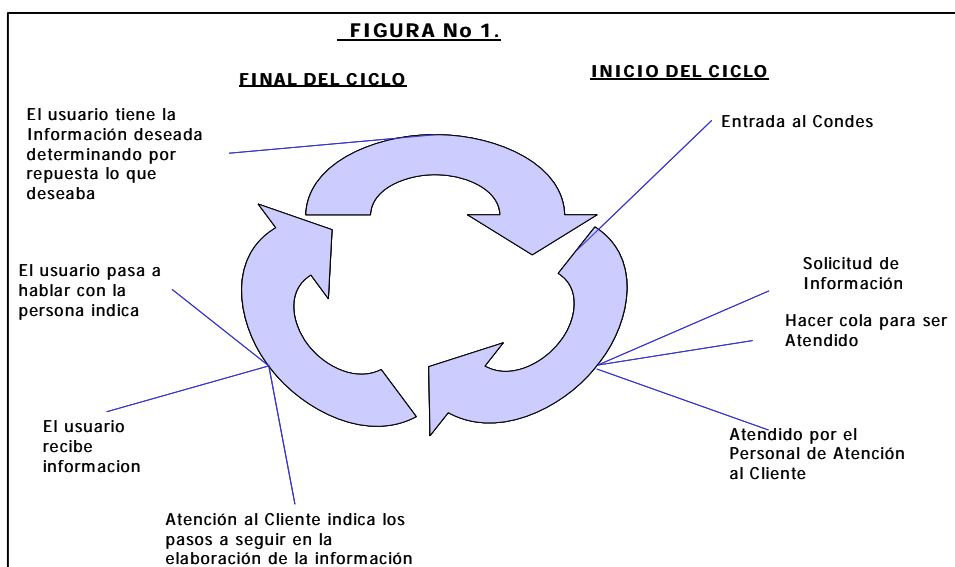 FIGURA No 1.
FINAL DEL CICLO
INICIO DEL CICLO
El usuario tiene la
Información deseada
determinando por
repuesta lo que
deseaba
Entrada al Condes
Solicitud de
Información
Hacer cola para ser
Atendido
Atendido por el
Personal de Atención
al Cliente
El usuario pasa a
hablar con la
persona indica
El usuario
recibe
informacion
Atención al Cliente indica los
pasos a seguir en la
elaboración de la información